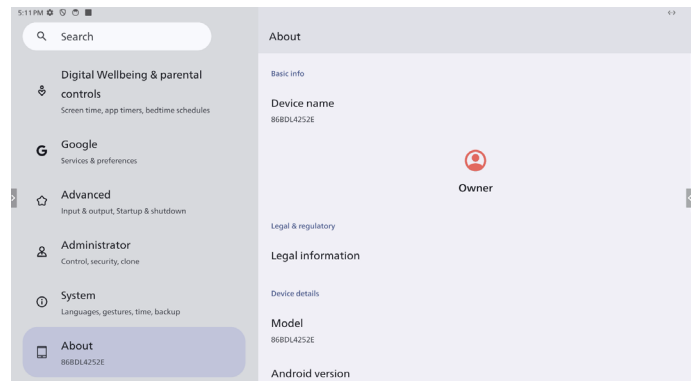 5:11 PM
Search
Digital Wellbeing & parental
controls
Screen time, app timers, bedtime schedules
Google
Services & preferences
Advanced
Input & output, Startup & shutdown
Administrator
Control, security, clone
System
Languages, gestures, time, backup
About
86BDL4252E
About
Basic info
Device name
86BDL4252E
Owner
Legal & regulatory
Legal information
Device details
Model
86BDL4252E
Android version